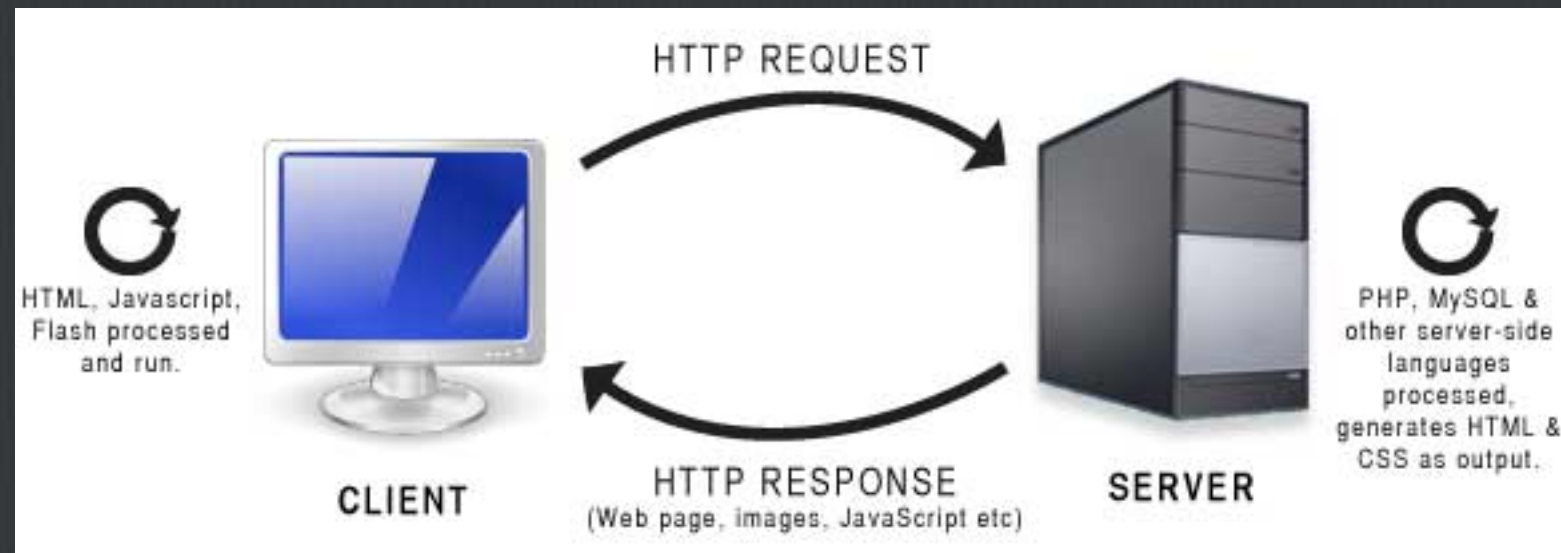 HTTP REQUEST
HTML, Javascript,
Flash processed
and run.
PHP, MySQL &
other server-side
languages
processed,
generates HTML &
CSS as output.
CLIENT
HTTP RESPONSE
(Web page, images, JavaScript etc)
SERVER